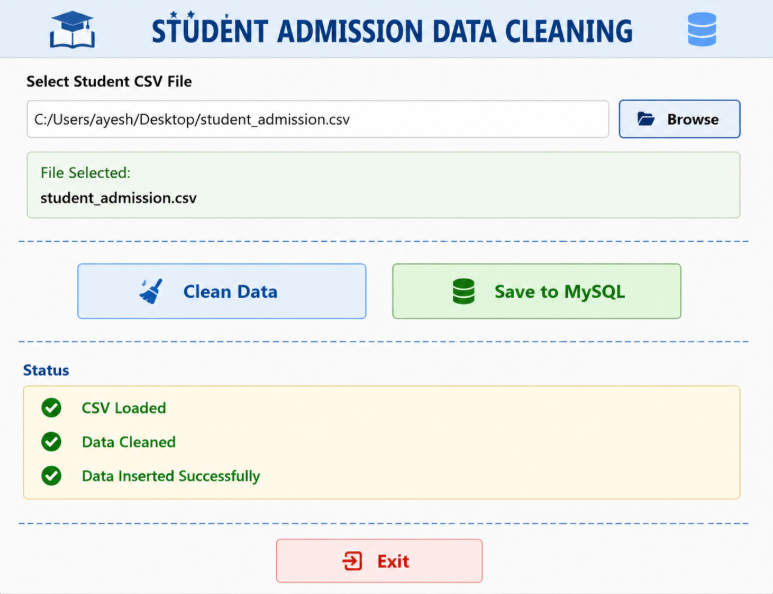 STUDENT ADMISSION DATA CLEANING
Select Student CSV File
C:/Users/ayesh/Desktop/student_admission.csv
Browse
File Selected:
student_admission.csv
Clean Data
Save to MySQL
Status
CSV Loaded
Data Cleaned
Data Inserted Successfully
Exit